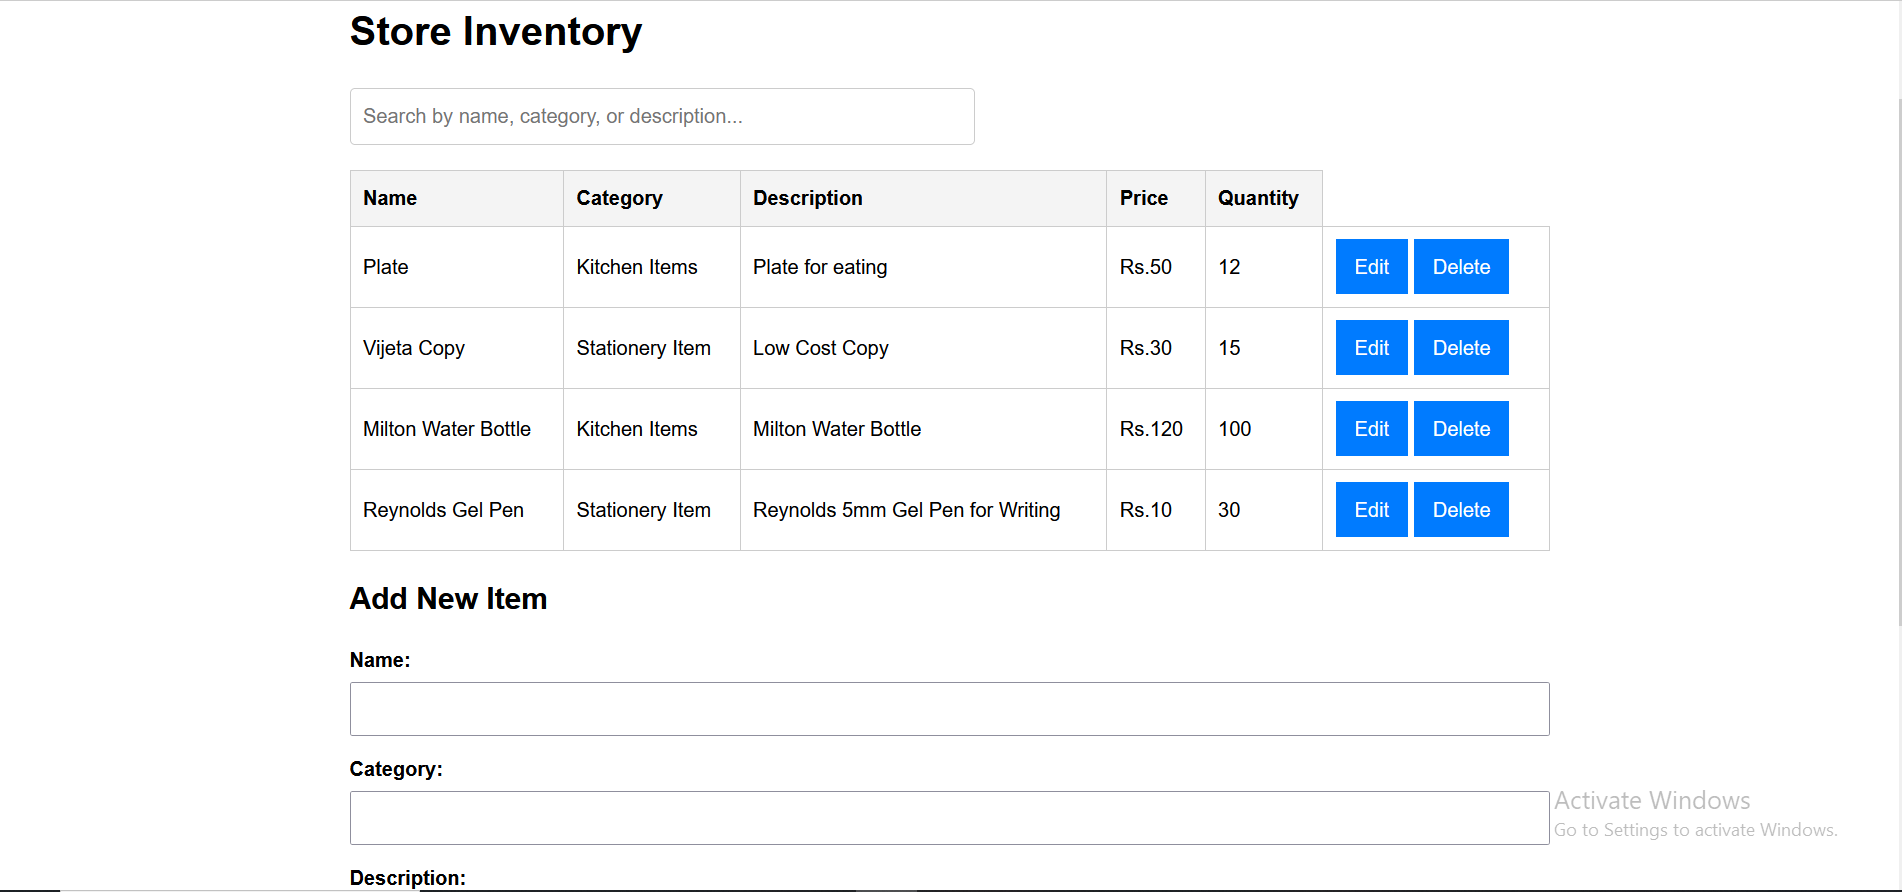 Store Inventory
Search by name, category, or description...
Name Category Description Price Quantity
Plate Kitchen Items Plate for eating Rs.50 12 Edit Delete
Vijeta Copy Stationery Item Low Cost Copy Rs.30 15 Edit Delete
Milton Water Bottle Kitchen Items Milton Water Bottle Rs.120 100 Edit Delete
Reynolds Gel Pen Stationery Item Reynolds 5mm Gel Pen for Writing Rs.10 30 Edit Delete
Add New Item
Name:
Category:
Activate Windows
Go to Settings to activate Windows.
Description: